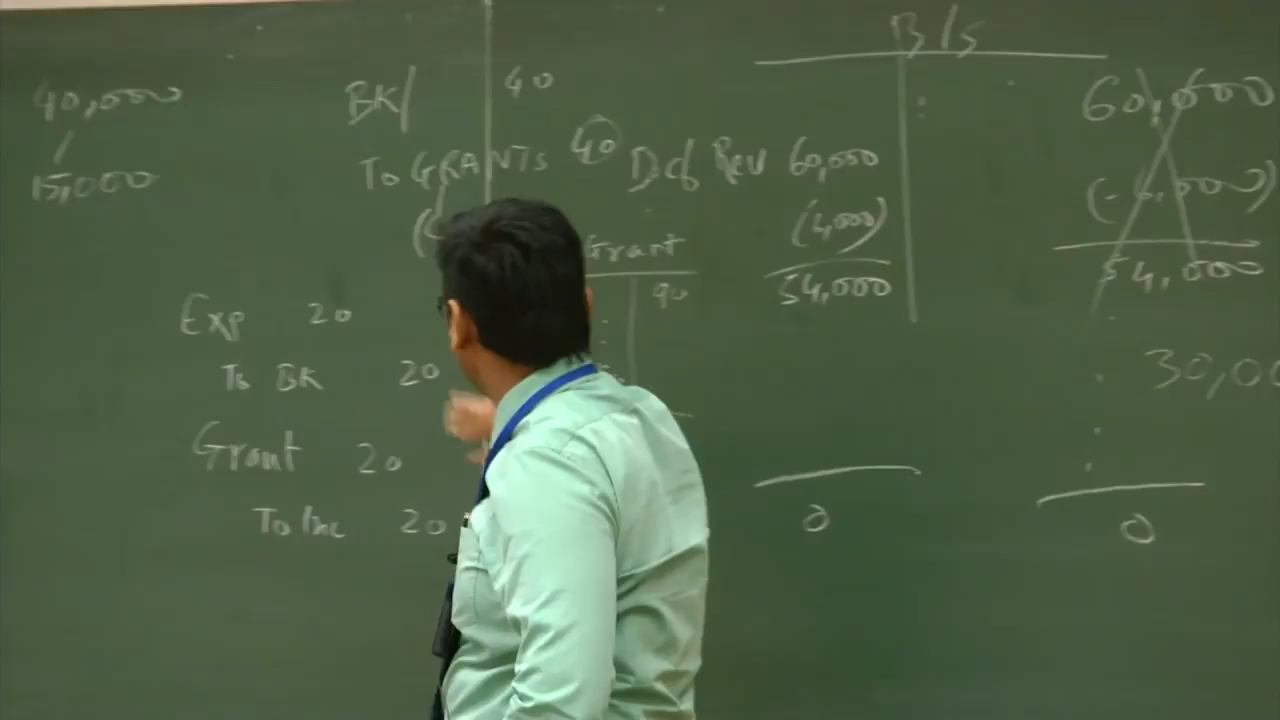 B/s
40,000
15,000
BK/ 40
To GRANTs 40
Exp 20
To BK 20
Grant 20
To Inc 20
Grant
90
Def Rev 60,000
(4,000)
54,000
0
60,000
54,000
30,00
0